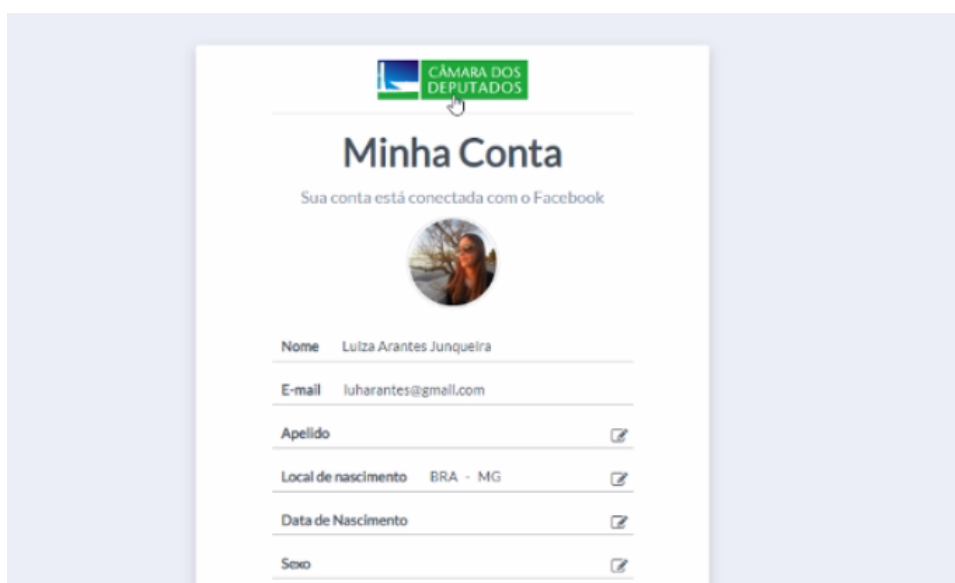 CÂMARA DOS
DEPUTADOS
Minha Conta
Sua conta está conectada com o Facebook
Nome Luíza Arantes Junqueira
E-mail luharantes@gmail.com
Apelido
Local de nascimento BRA - MG
Data de Nascimento
Sexo